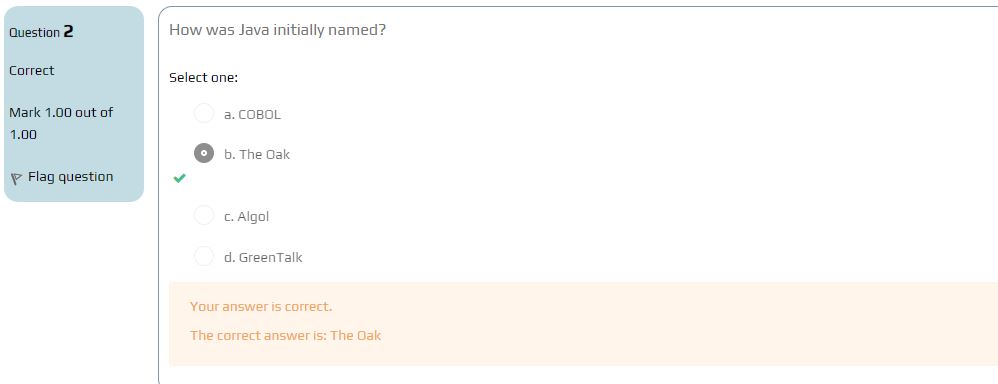 Question 2
Correct
Mark 1.00 out of
1.00
Flag question
How was Java initially named?
Select one:
a. COBOL
b. The Oak
c. Algol
d. GreenTalk
Your answer is correct.
The correct answer is: The Oak